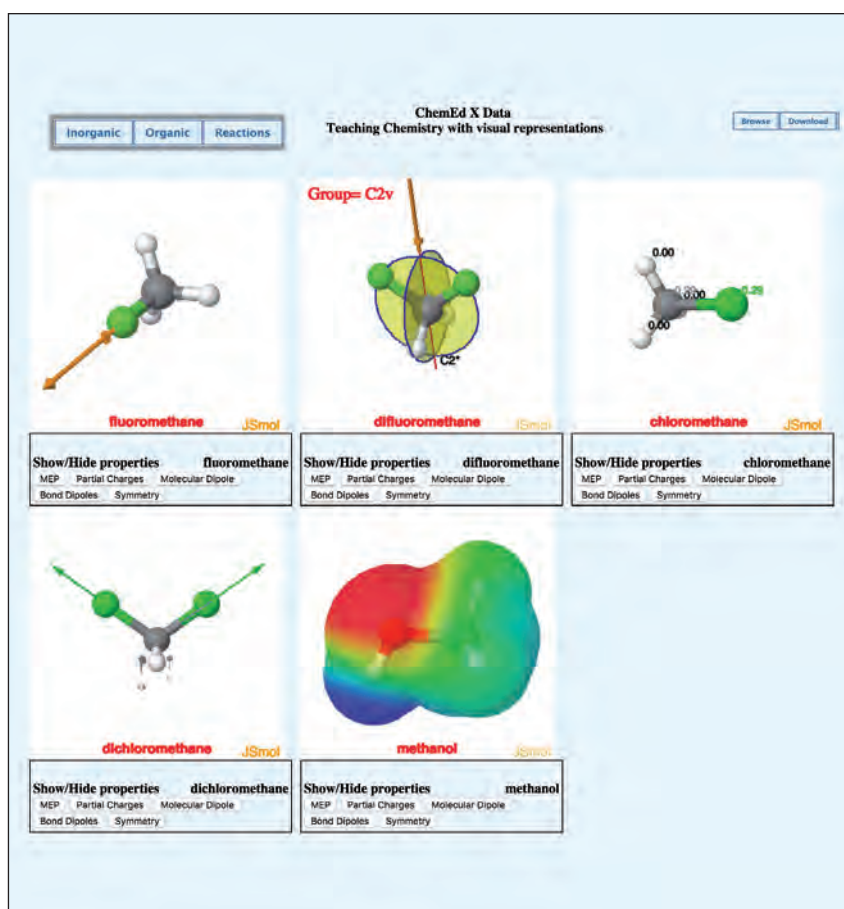 ChemEd X Data
Teaching Chemistry with visual representations
Inorganic Organic Reactions
Browse Download
Group= C2v
C2*
0.00
0.00
0.00
fluoromethane JSmol
difluoromethane JSmol
chloromethane JSmol
Show/Hide properties fluoromethane
MEP Partial Charges Molecular Dipole
Bond Dipoles Symmetry
Show/Hide properties difluoromethane
MEP Partial Charges Molecular Dipole
Bond Dipoles Symmetry
Show/Hide properties chloromethane
MEP Partial Charges Molecular Dipole
Bond Dipoles Symmetry
dichloromethane JSmol
methanol JSmol
Show/Hide properties dichloromethane
MEP Partial Charges Molecular Dipole
Bond Dipoles Symmetry
Show/Hide properties methanol
MEP Partial Charges Molecular Dipole
Bond Dipoles Symmetry